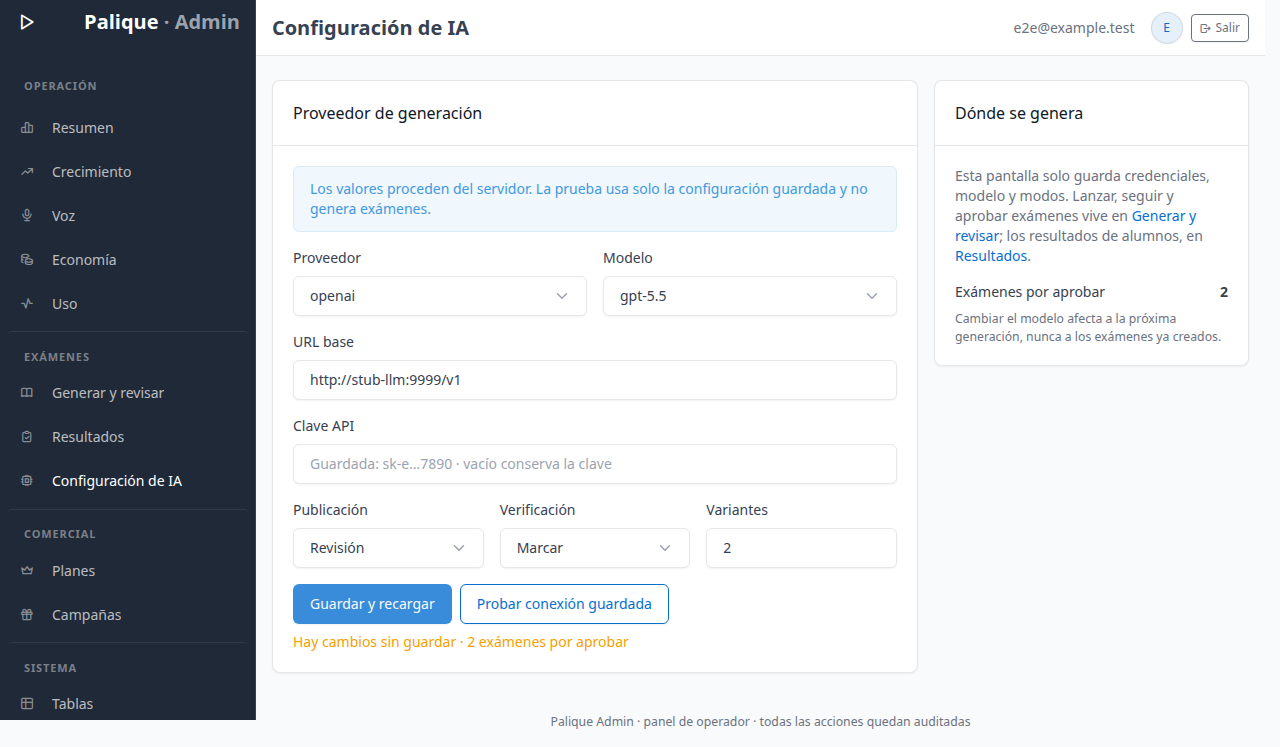 Palique · Admin
OPERACIÓN
Resumen
Crecimiento
Voz
Economía
Uso
EXÁMENES
Generar y revisar
Resultados
Configuración de IA
COMERCIAL
Planes
Campañas
SISTEMA
Tablas
Configuración de IA
e2e@example.test
E
Salir
Proveedor de generación
Los valores proceden del servidor. La prueba usa solo la configuración guardada y no
genera exámenes.
Proveedor
Modelo
openai
gpt-5.5
URL base
http://stub-llm:9999/v1
Clave API
Guardada: sk-e…7890 · vacío conserva la clave
Publicación
Verificación
Variantes
Revisión
Marcar
2
Guardar y recargar
Probar conexión guardada
Hay cambios sin guardar · 2 exámenes por aprobar
Dónde se genera
Esta pantalla solo guarda credenciales,
modelo y modos. Lanzar, seguir y
aprobar exámenes vive en Generar y
revisar; los resultados de alumnos, en
Resultados.
Exámenes por aprobar 2
Cambiar el modelo afecta a la próxima
generación, nunca a los exámenes ya creados.
Palique Admin · panel de operador · todas las acciones quedan auditadas